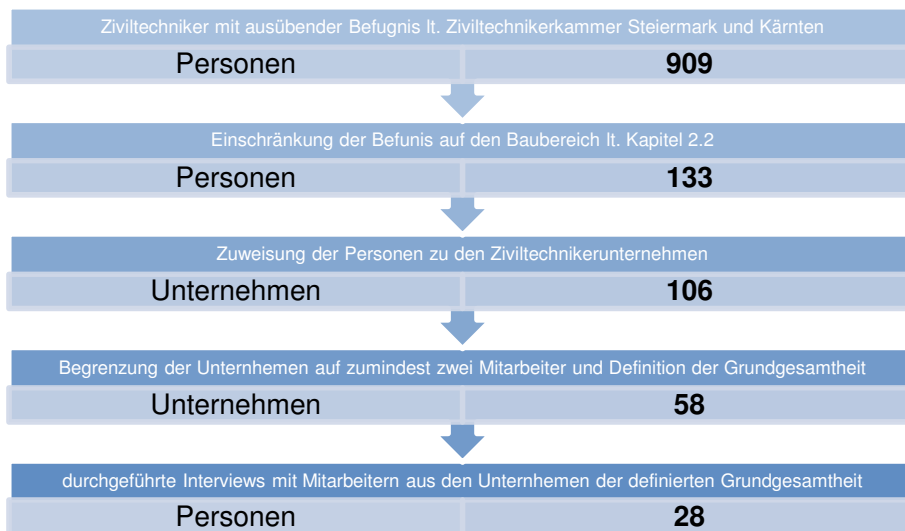 Ziviltechniker mit ausübender Befugnis lt. Ziviltechnikerkammer Steiermark und Kärnten
Personen 909
Einschränkung der Befunis auf den Baubereich lt. Kapitel 2.2
Personen 133
Zuweisung der Personen zu den Ziviltechnikerunternehmen
Unternehmen 106
Begrenzung der Unternhemen auf zumindest zwei Mitarbeiter und Definition der Grundgesamtheit
Unternehmen 58
durchgeführte Interviews mit Mitarbeitern aus den Unternhemen der definierten Grundgesamtheit
Personen 28